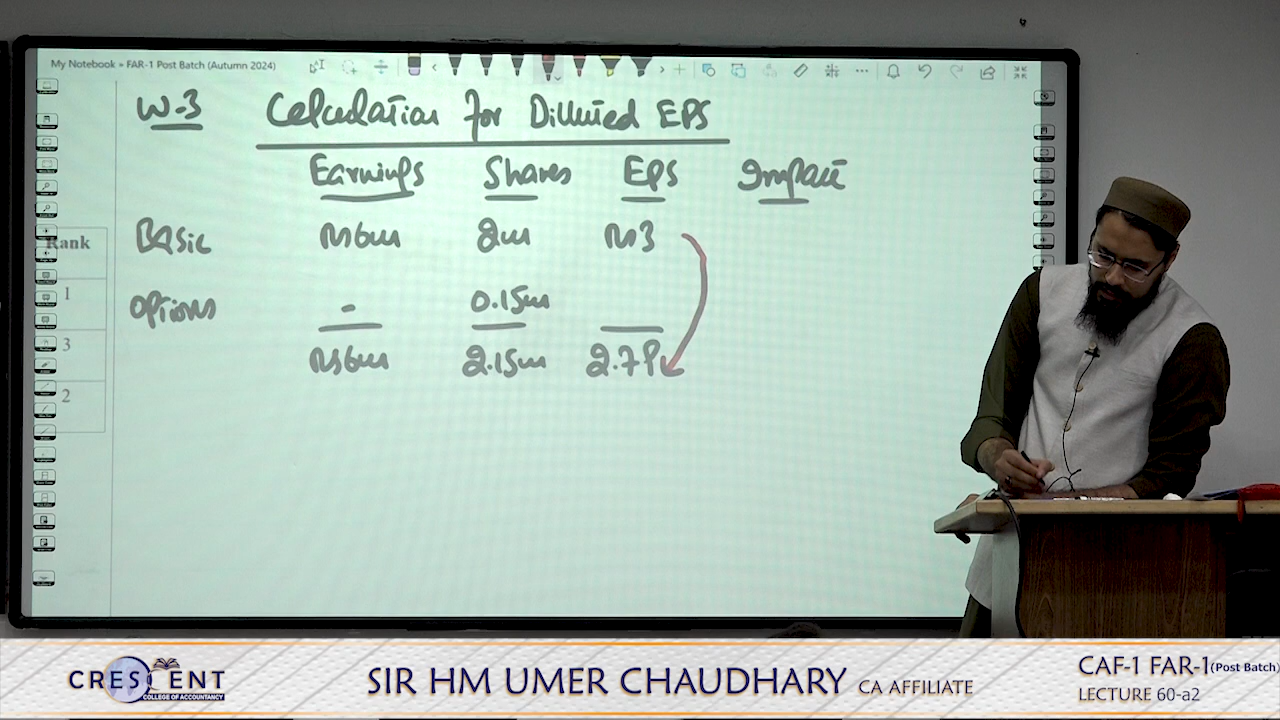 My Notebook » FAR-1 Post Batch (Autumn 2024)
W.3 Calculation for Dilluted EPS
Earnings Shares EPS Impact
Rank
Basic Rs6m 2m Rs3
1
Options - 0.15m
3
Rs6m 2.15m 2.79
2
CRESCENT
COLLEGE OF ACCOUNTANCY
SIR HM UMER CHAUDHARY CA AFFILIATE
CAF-1 FAR-1 (Post Batch)
LECTURE 60-a2